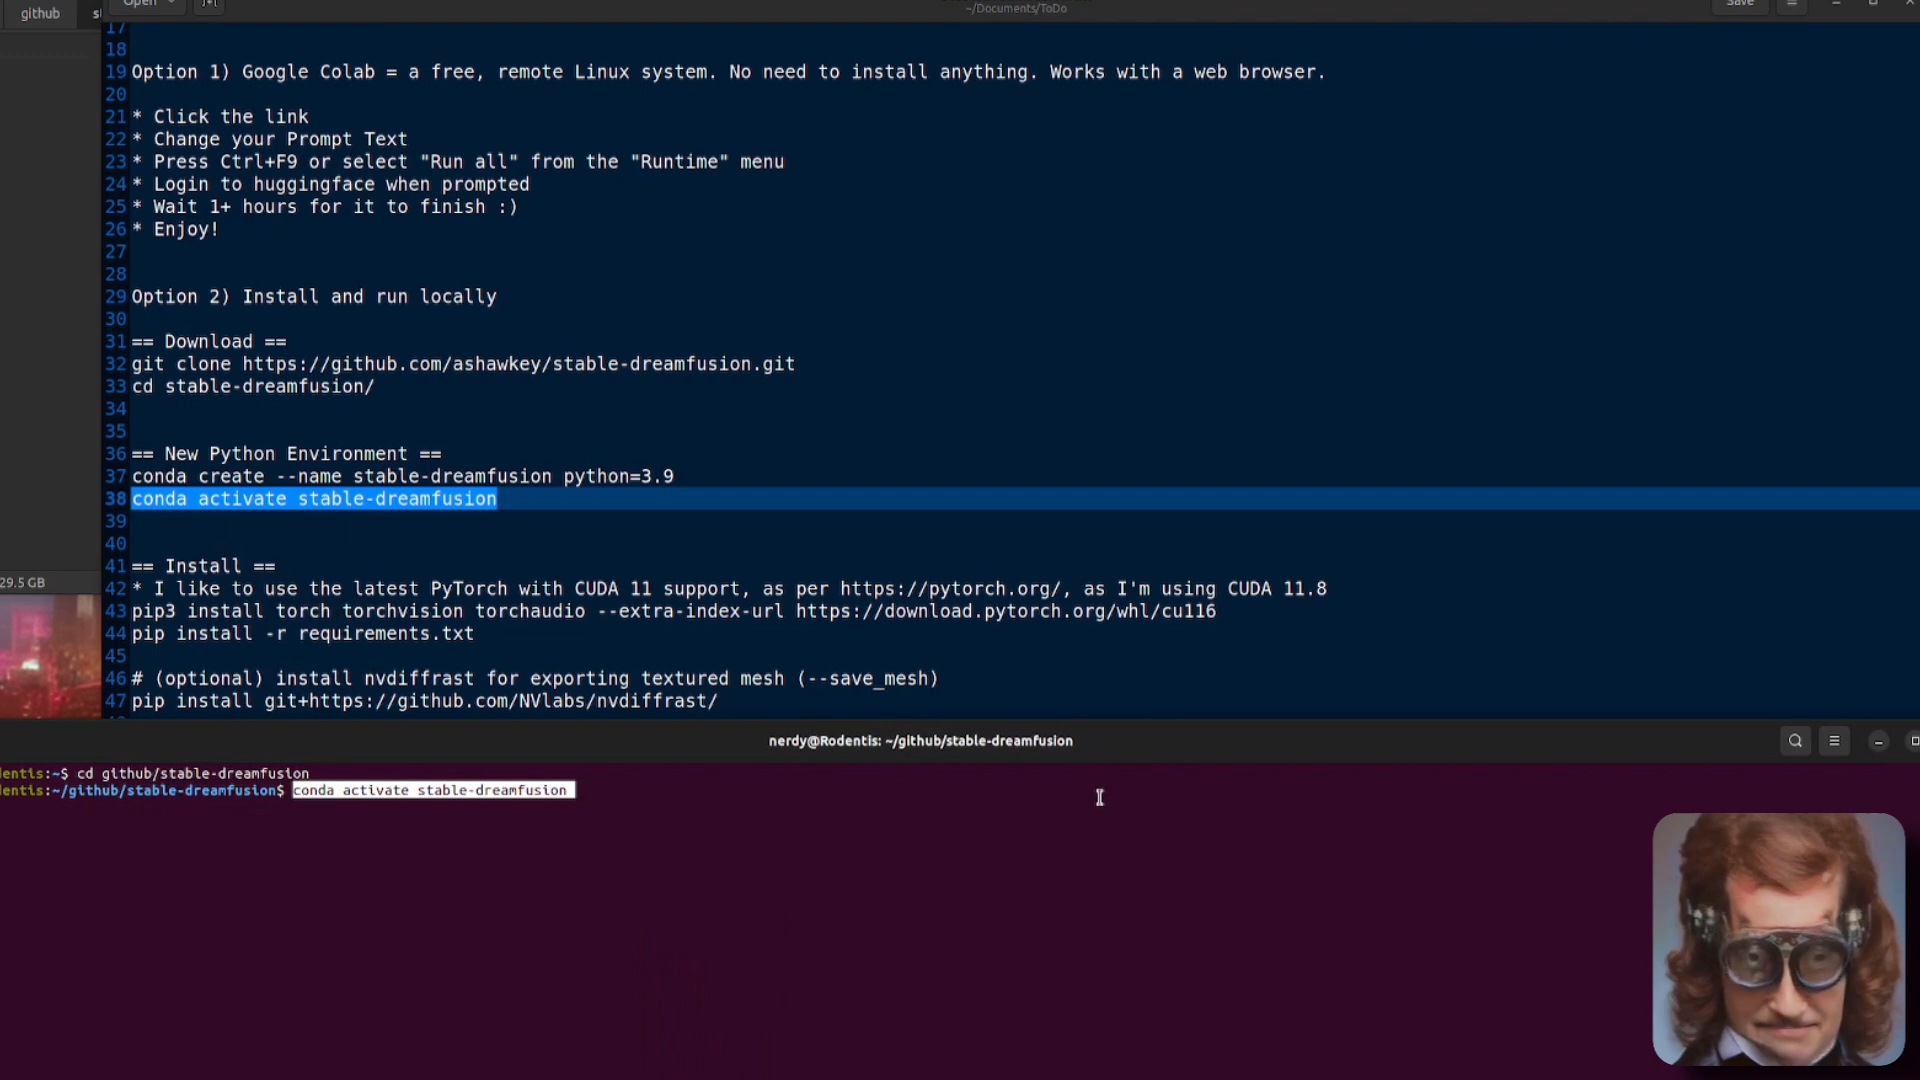 github
Open
Save
~/Documents/ToDo
17
18
19 Option 1) Google Colab = a free, remote Linux system. No need to install anything. Works with a web browser.
20
21 * Click the link
22 * Change your Prompt Text
23 * Press Ctrl+F9 or select "Run all" from the "Runtime" menu
24 * Login to huggingface when prompted
25 * Wait 1+ hours for it to finish :)
26 * Enjoy!
27
28
29 Option 2) Install and run locally
30
31 == Download ==
32 git clone https://github.com/ashawkey/stable-dreamfusion.git
33 cd stable-dreamfusion/
34
35
36 == New Python Environment ==
37 conda create --name stable-dreamfusion python=3.9
38 conda activate stable-dreamfusion
39
40
41 == Install ==
42 * I like to use the latest PyTorch with CUDA 11 support, as per https://pytorch.org/, as I'm using CUDA 11.8
43 pip3 install torch torchvision torchaudio --extra-index-url https://download.pytorch.org/whl/cu116
44 pip install -r requirements.txt
45
46 # (optional) install nvdiffrast for exporting textured mesh (--save_mesh)
47 pip install git+https://github.com/NVlabs/nvdiffrast/
29.5 GB
nerdy@Rodentis: ~/github/stable-dreamfusion
entis:~$ cd github/stable-dreamfusion
entis:~/github/stable-dreamfusion$ conda activate stable-dreamfusion